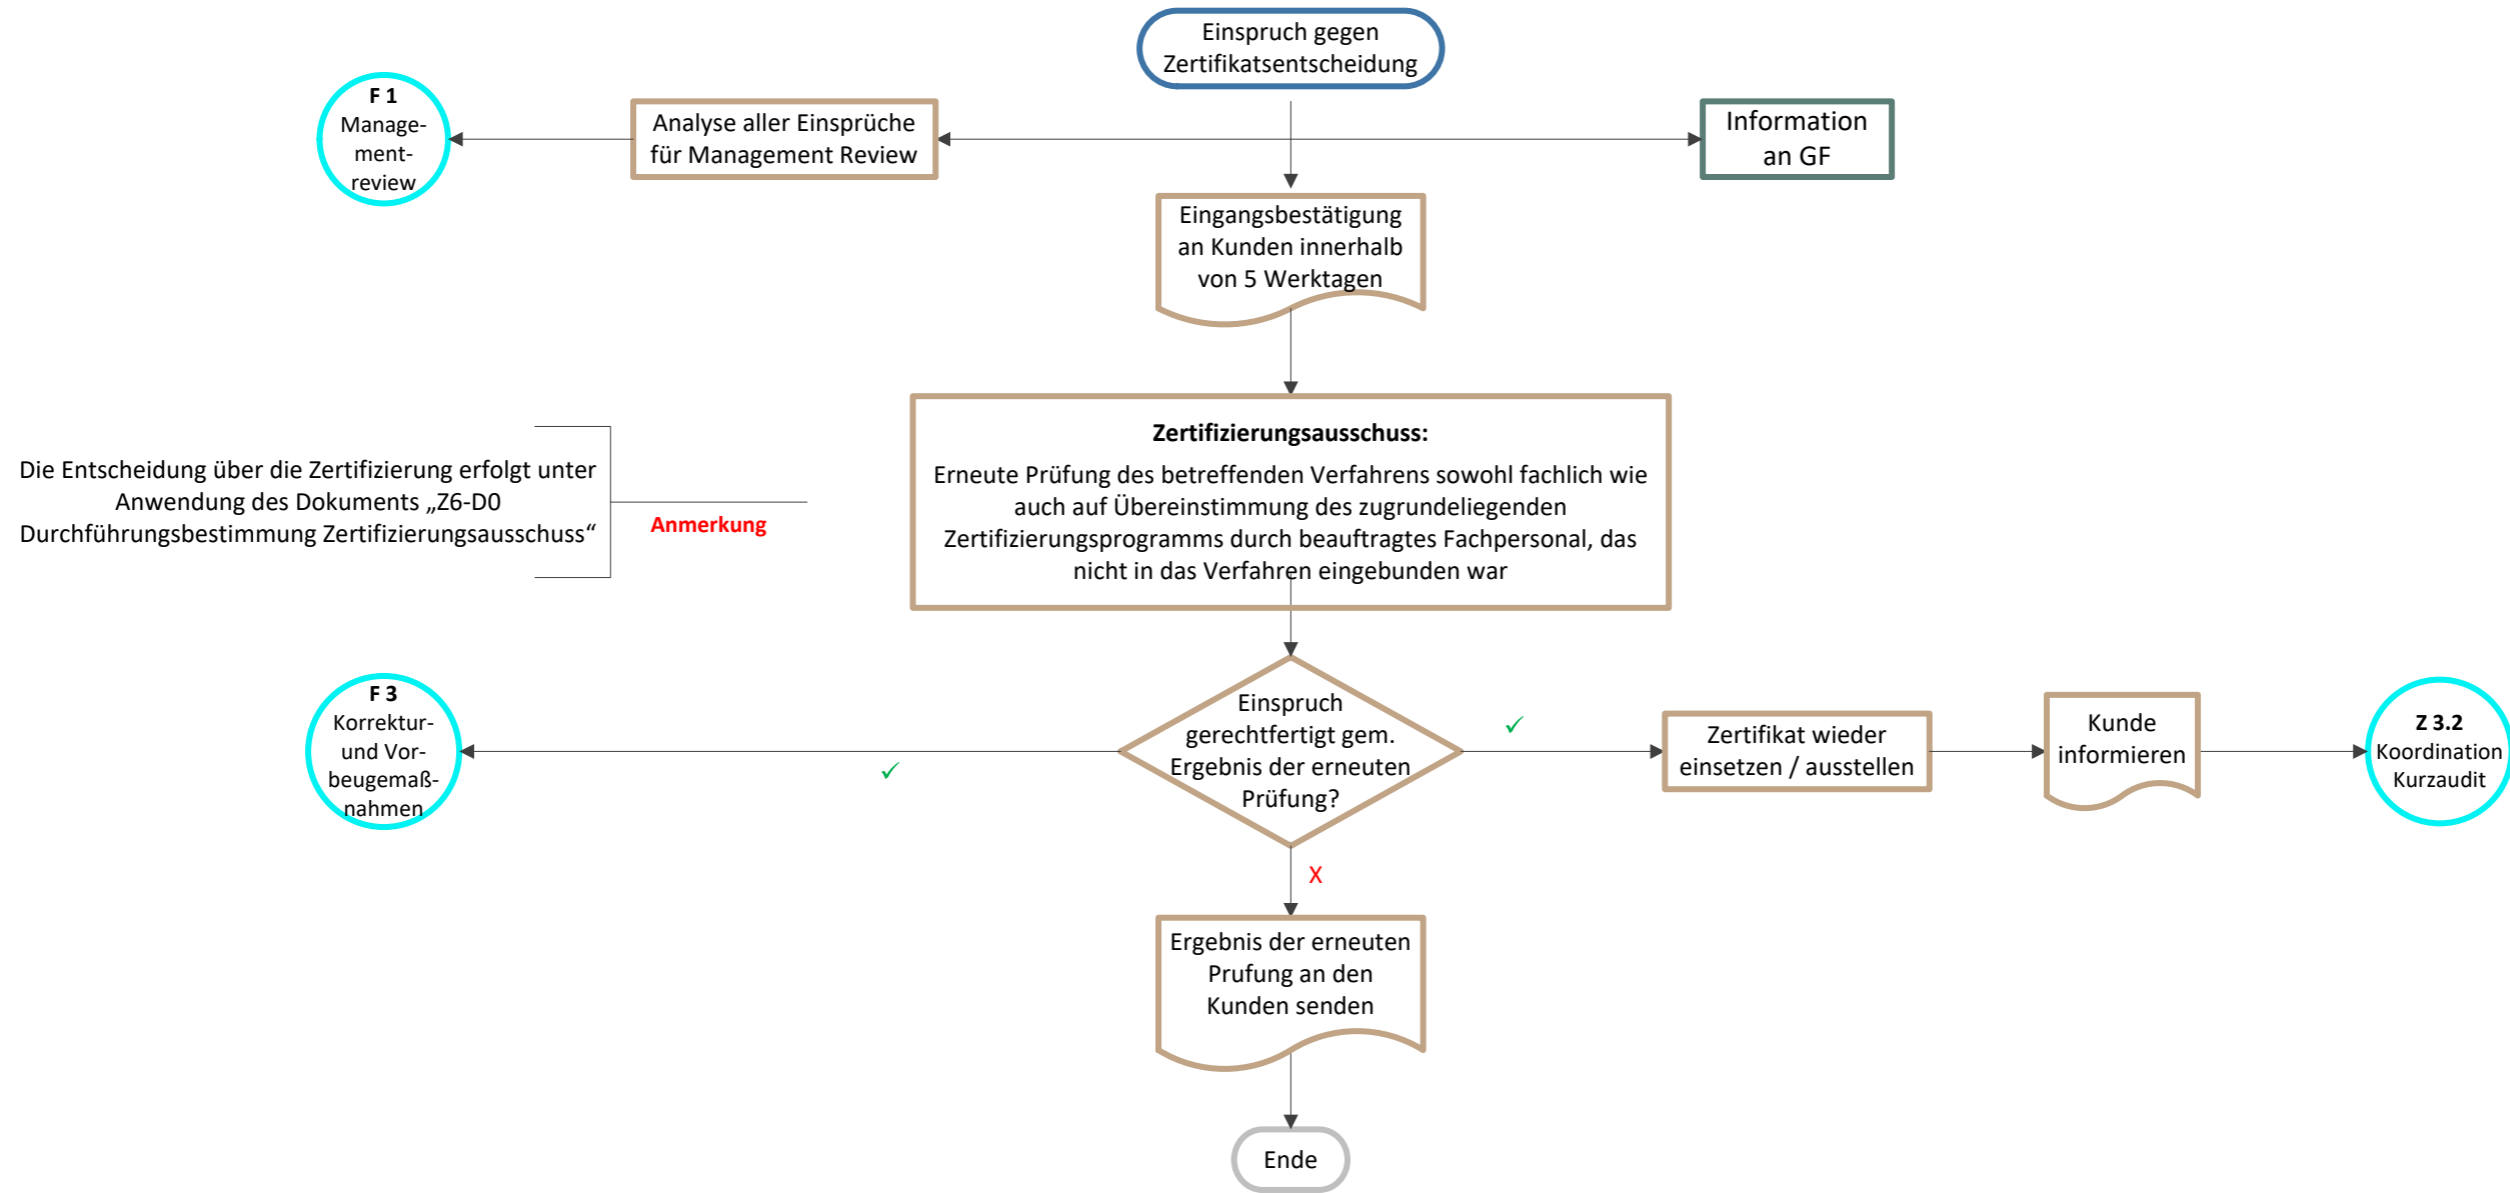 Einspruch gegen
Zertifikatsentscheidung
F 1
Manage-
ment-
review
Analyse aller Einsprüche
für Management Review
Information
an GF
Eingangsbestätigung
an Kunden innerhalb
von 5 Werktagen
Die Entscheidung über die Zertifizierung erfolgt unter
Anwendung des Dokuments „Z6-D0
Durchführungsbestimmung Zertifizierungsausschuss“
Anmerkung
Zertifizierungsausschuss:
Erneute Prüfung des betreffenden Verfahrens sowohl fachlich wie
auch auf Übereinstimmung des zugrundeliegenden
Zertifizierungsprogramms durch beauftragtes Fachpersonal, das
nicht in das Verfahren eingebunden war
F 3
Korrektur-
und Vor-
beugemaß-
nahmen
✓
Einspruch
gerechtfertigt gem.
Ergebnis der erneuten
Prüfung?
✓
Zertifikat wieder
einsetzen / ausstellen
Kunde
informieren
Z 3.2
Koordination
Kurzaudit
X
Ergebnis der erneuten
Prufung an den
Kunden senden
Ende